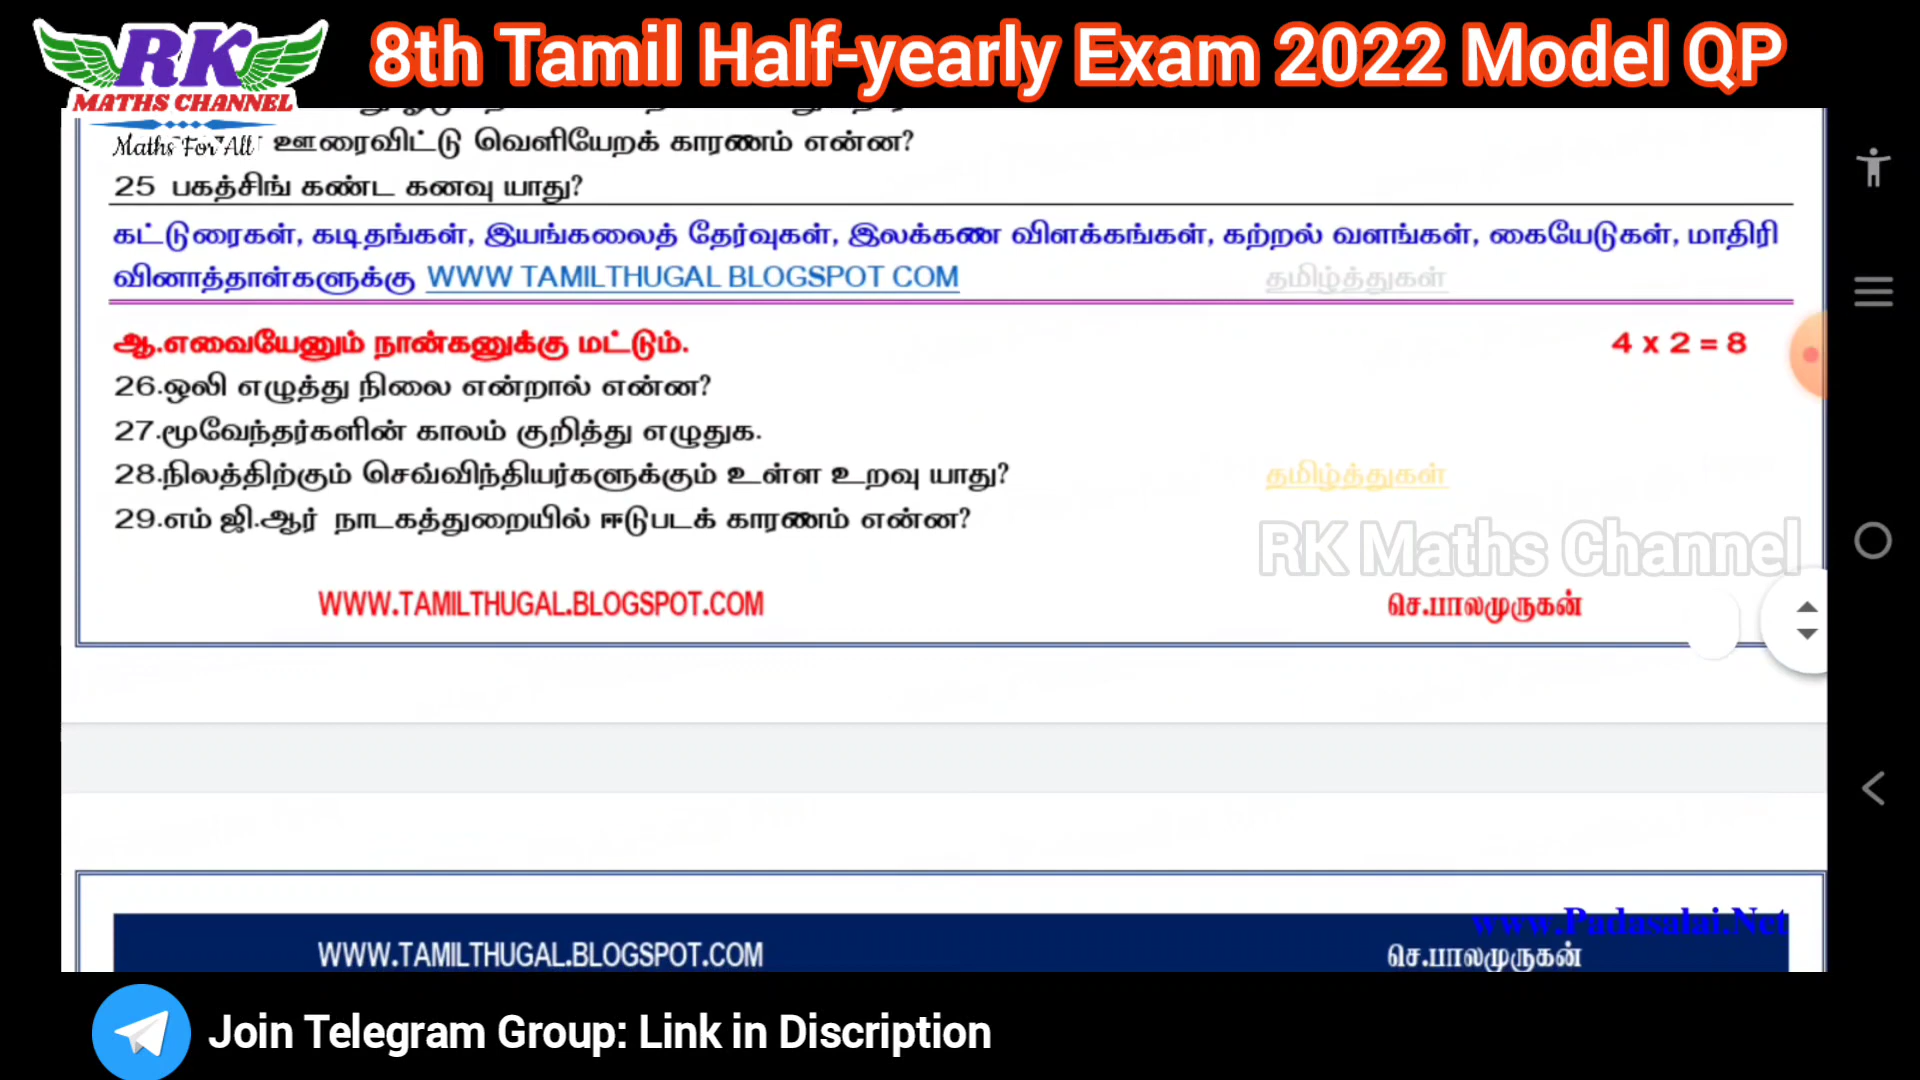 RK
8th Tamil Half-yearly Exam 2022 Model QP
MATHS CHANNEL
Maths For All
ஊரைவிட்டு வெளியேறக் காரணம் என்ன?
25 பகத்சிங் கண்ட கனவு யாது?
கட்டுரைகள், கடிதங்கள், இயங்கலைத் தேர்வுகள், இலக்கண விளக்கங்கள், கற்றல் வளங்கள், கையேடுகள், மாதிரி
வினாத்தாள்களுக்கு WWW TAMILTHUGAL BLOGSPOT COM தமிழ்த்துகள்
ஆ.எவையேனும் நான்கனுக்கு மட்டும். 4 x 2 = 8
26.ஒலி எழுத்து நிலை என்றால் என்ன?
27.மூவேந்தர்களின் காலம் குறித்து எழுதுக.
28.நிலத்திற்கும் செவ்விந்தியர்களுக்கும் உள்ள உறவு யாது? தமிழ்த்துகள்
29.எம் ஜி.ஆர் நாடகத்துறையில் ஈடுபடக் காரணம் என்ன?
RK Maths Channel
WWW.TAMILTHUGAL.BLOGSPOT.COM செ.பாலமுருகன்
www.Padasalai.Net
WWW.TAMILTHUGAL.BLOGSPOT.COM செ.பாலமுருகன்
Join Telegram Group: Link in Discription